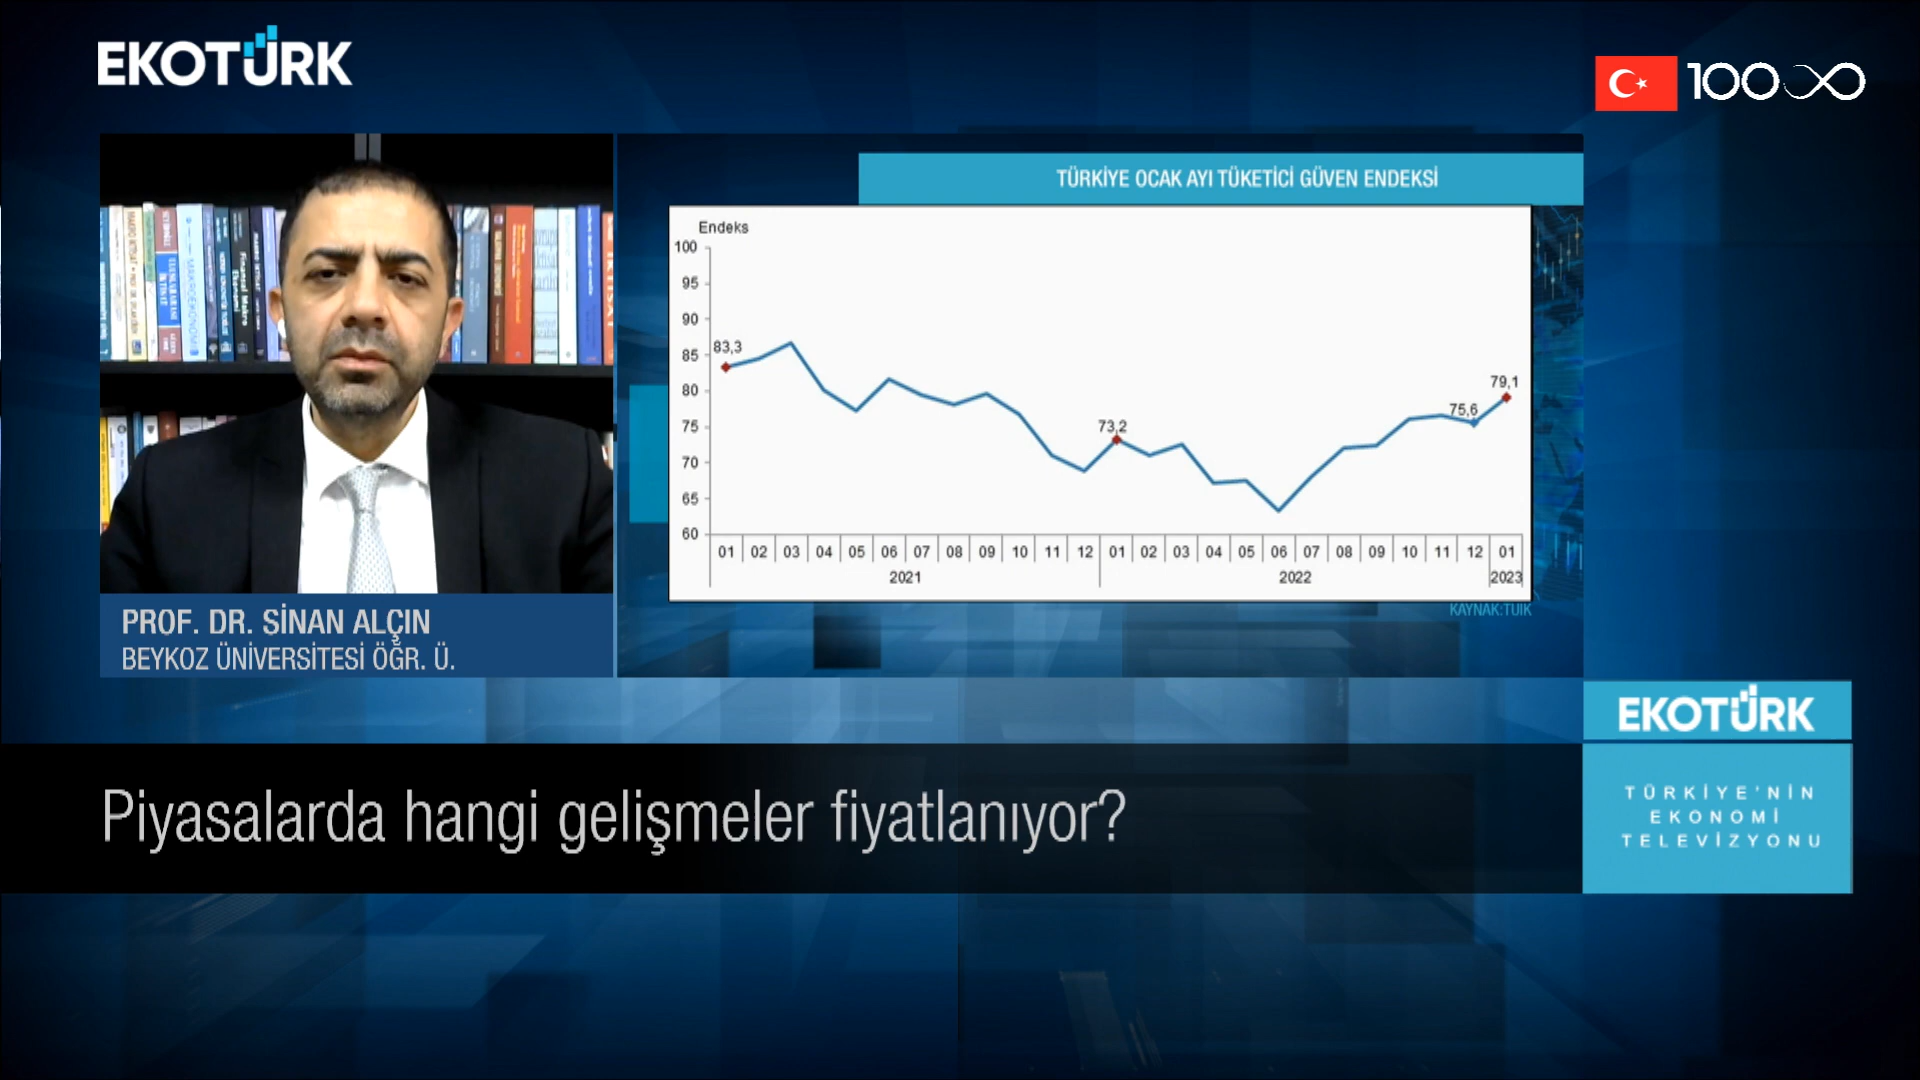 EKOTÜRK
100
TÜRKİYE OCAK AYI TÜKETİCİ GÜVEN ENDEKSİ
Endeks
100
95
90
85
80
75
70
65
60
83,3
73,2
75,6
79,1
01 02 03 04 05 06 07 08 09 10 11 12 01 02 03 04 05 06 07 08 09 10 11 12 01
2021 2022 2023
KAYNAK:TUIK
PROF. DR. SİNAN ALÇIN
BEYKOZ ÜNİVERSİTESİ ÖĞR. Ü.
EKOTÜRK
TÜRKİYE'NİN
EKONOMİ
TELEVİZYONU
Piyasalarda hangi gelişmeler fiyatlanıyor?